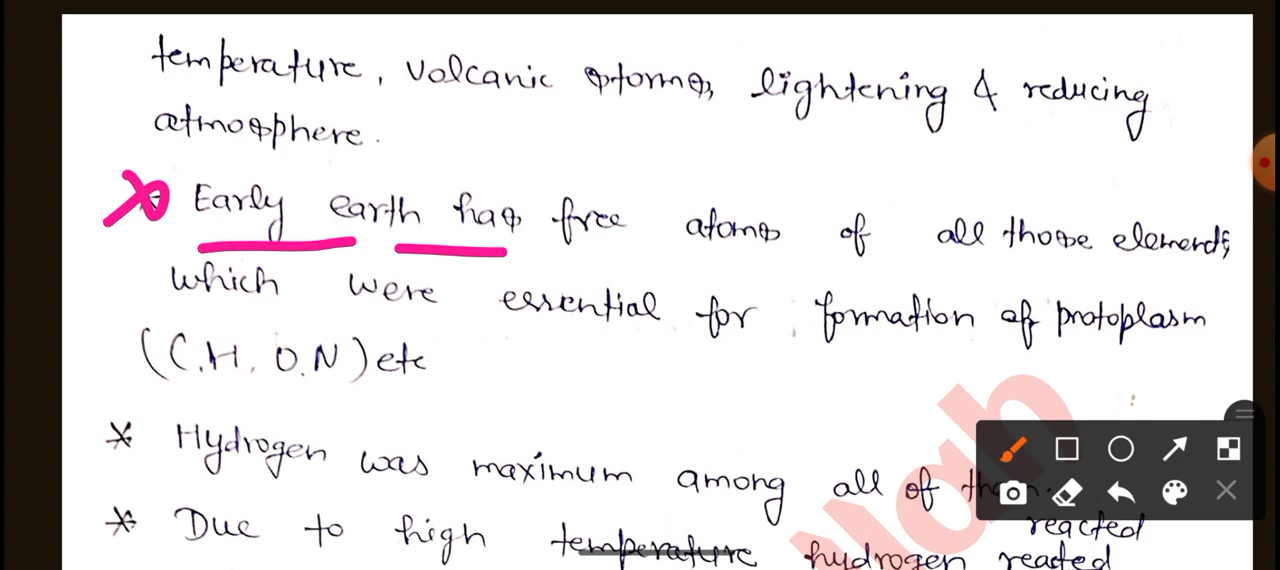 temperature, volcanic storms, lightening & reducing
atmosphere.
* Early earth has free atoms of all those elements,
which were essential for formation of protoplasm
(C.H. O.N) etc
* Hydrogen was maximum among all of
reacted
* Due to high temperature hydrogen reacted